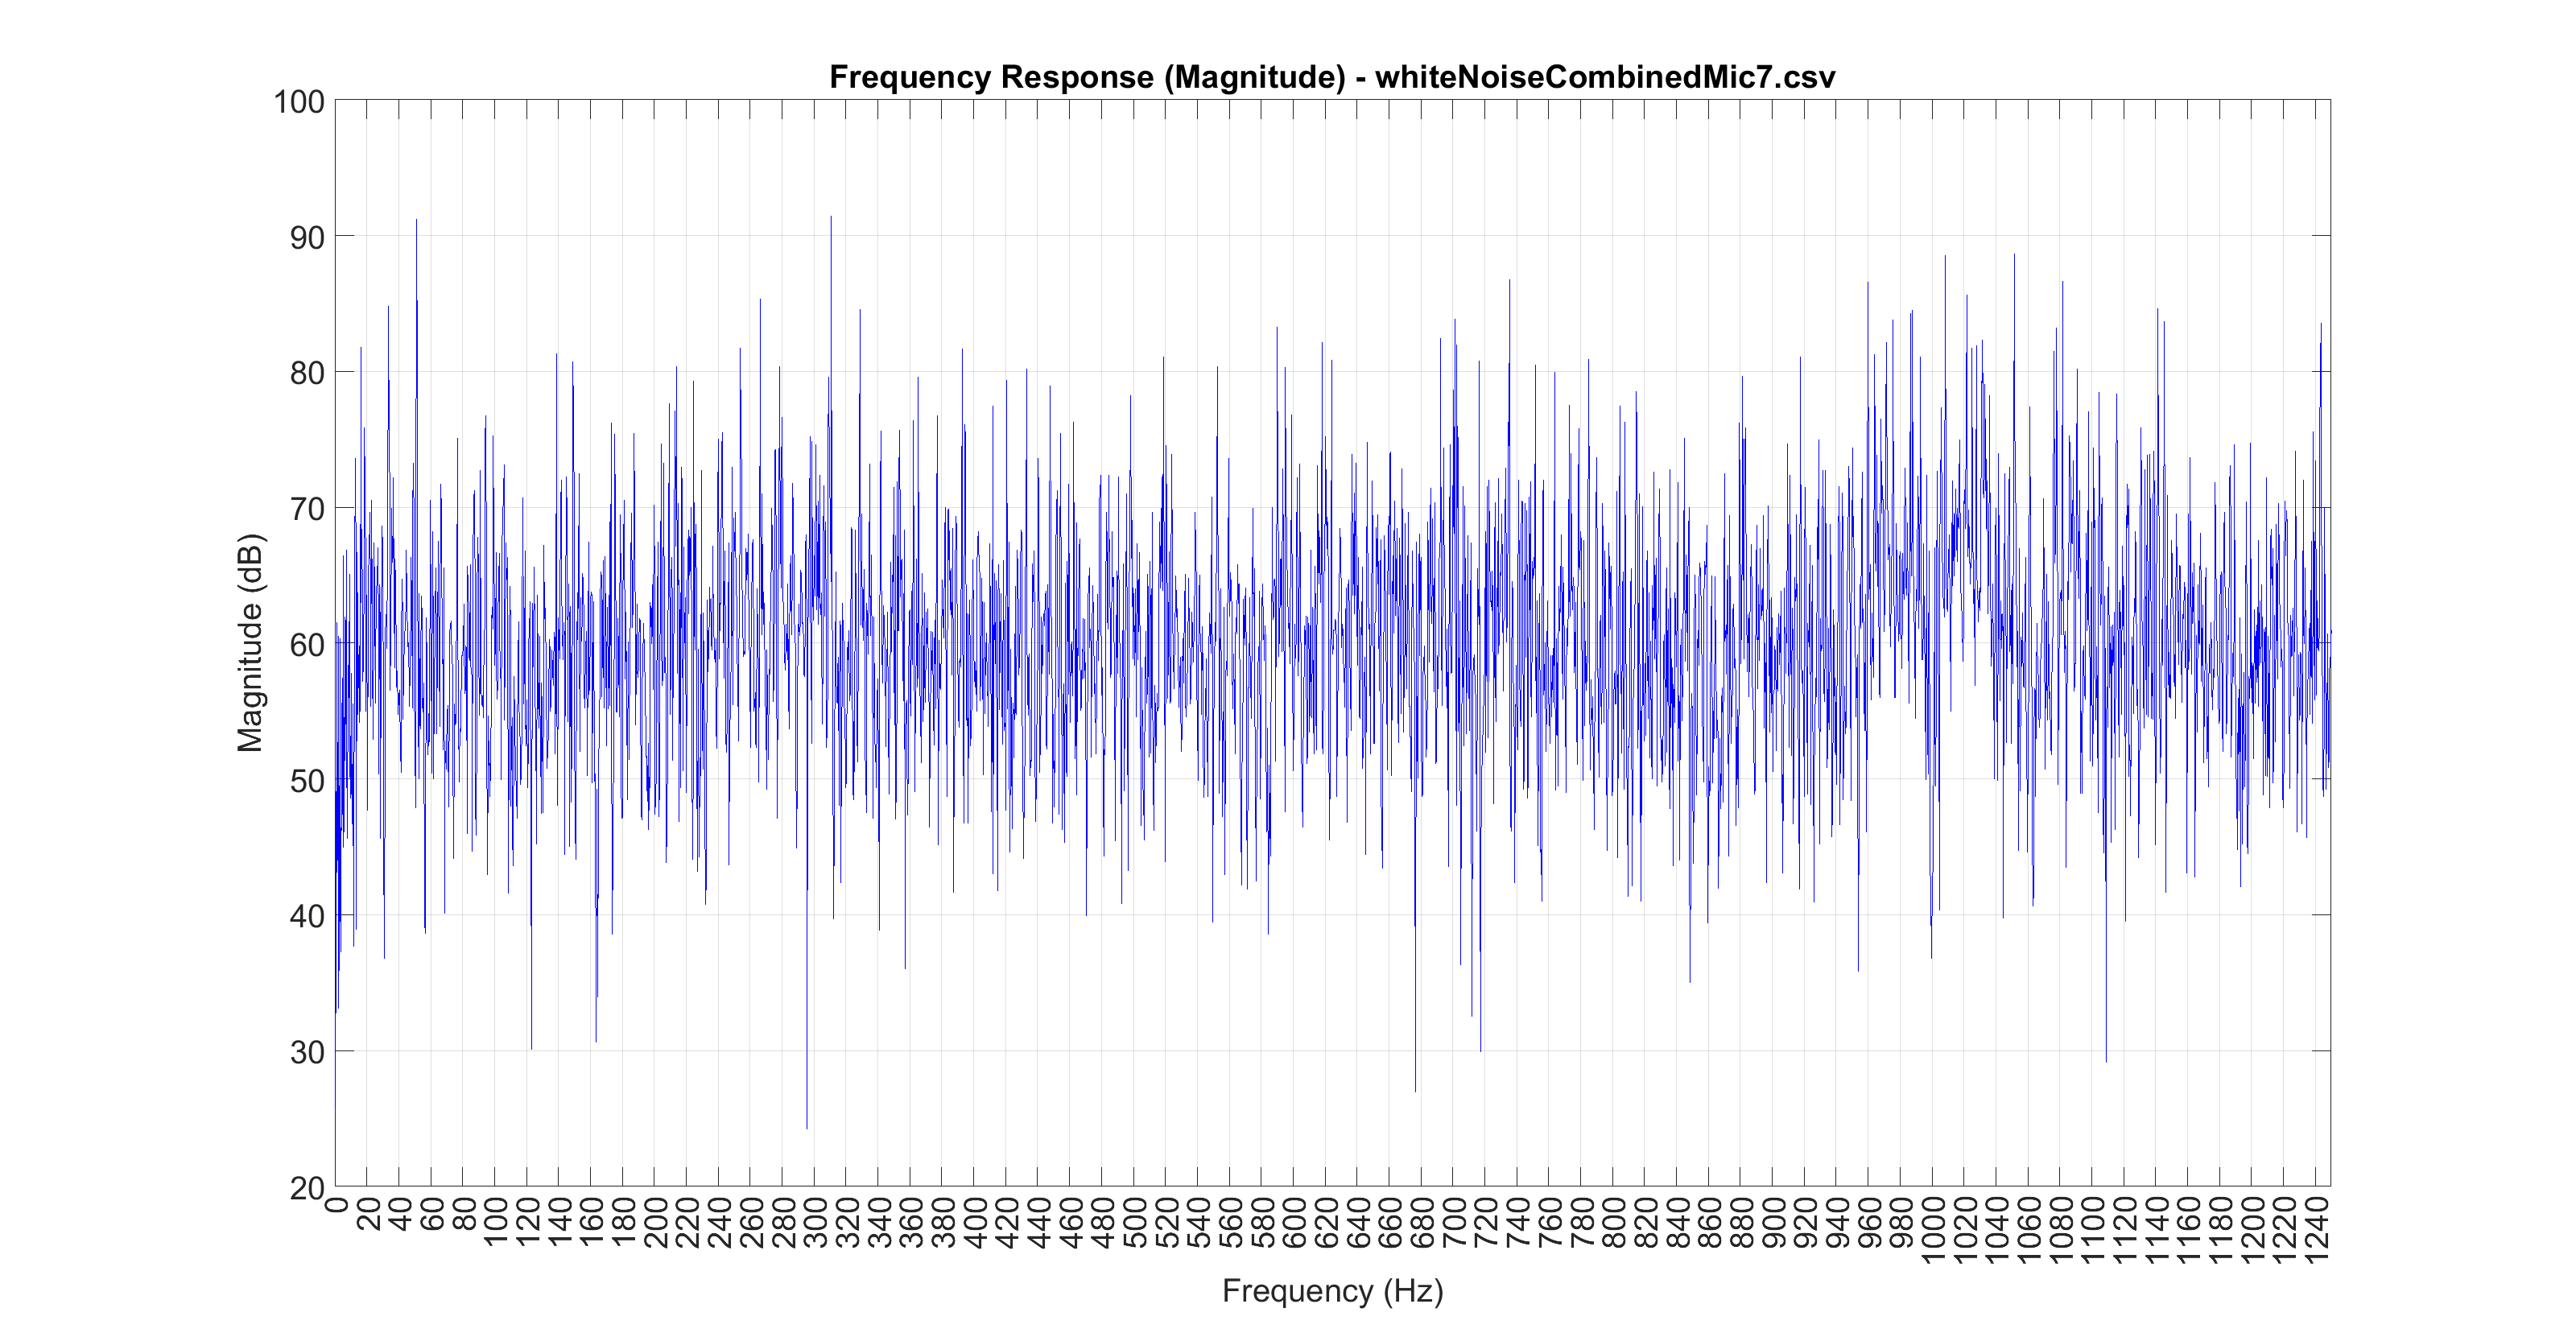 Frequency Response (Magnitude) - whiteNoiseCombinedMic7.csv
100
90
80
70
60
50
40
30
20
Magnitude (dB)
0 20 40 60 80 100 120 140 160 180 200 220 240 260 280 300 320 340 360 380 400 420 440 460 480 500 520 540 560 580 600 620 640 660 680 700 720 740 760 780 800 820 840 860 880 900 920 940 960 980 1000 1020 1040 1060 1080 1100 1120 1140 1160 1180 1200 1220 1240
Frequency (Hz)